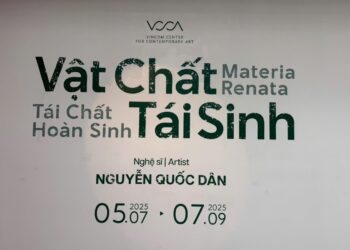 VCCA
VINCOM CENTER
FOR CONTEMPORARY ART
Vật Chất Materia Renata
Tái Chất Hoàn Sinh Tái Sinh
Nghệ sĩ | Artist
NGUYỄN QUỐC DÂN
05.07 2025 > 07.09 2025